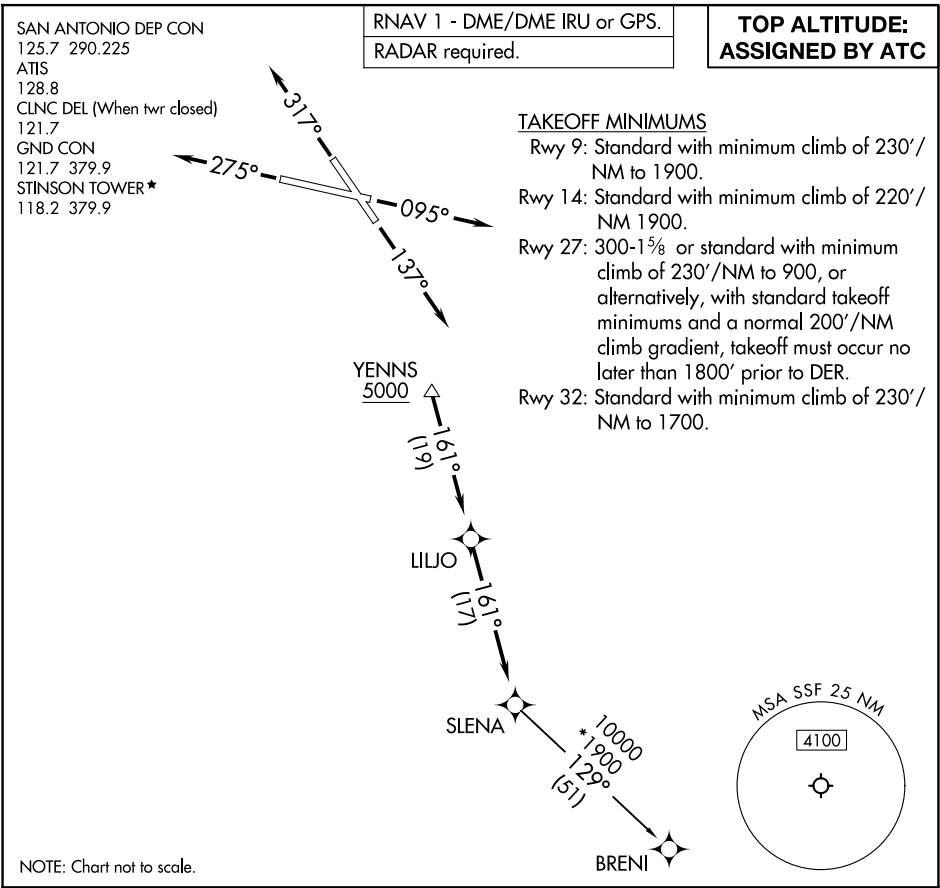 SAN ANTONIO DEP CON
125.7 290.225
ATIS
128.8
CLNC DEL (When twr closed)
121.7
GND CON
121.7 379.9
STINSON TOWER★
118.2 379.9
RNAV 1 - DME/DME IRU or GPS.
RADAR required.
TOP ALTITUDE:
ASSIGNED BY ATC
317°
275°
095°
137°
TAKEOFF MINIMUMS
Rwy 9: Standard with minimum climb of 230'/
NM to 1900.
Rwy 14: Standard with minimum climb of 220'/
NM 1900.
Rwy 27: 300-1⅝ or standard with minimum
climb of 230'/NM to 900, or
alternatively, with standard takeoff
minimums and a normal 200'/NM
climb gradient, takeoff must occur no
later than 1800' prior to DER.
Rwy 32: Standard with minimum climb of 230'/
NM to 1700.
YENNS
5000
161°
(19)
LILJO
161°
(17)
SLENA
10000
*1900
129°
(51)
BRENI
MSA SSF 25 NM
4100
NOTE: Chart not to scale.